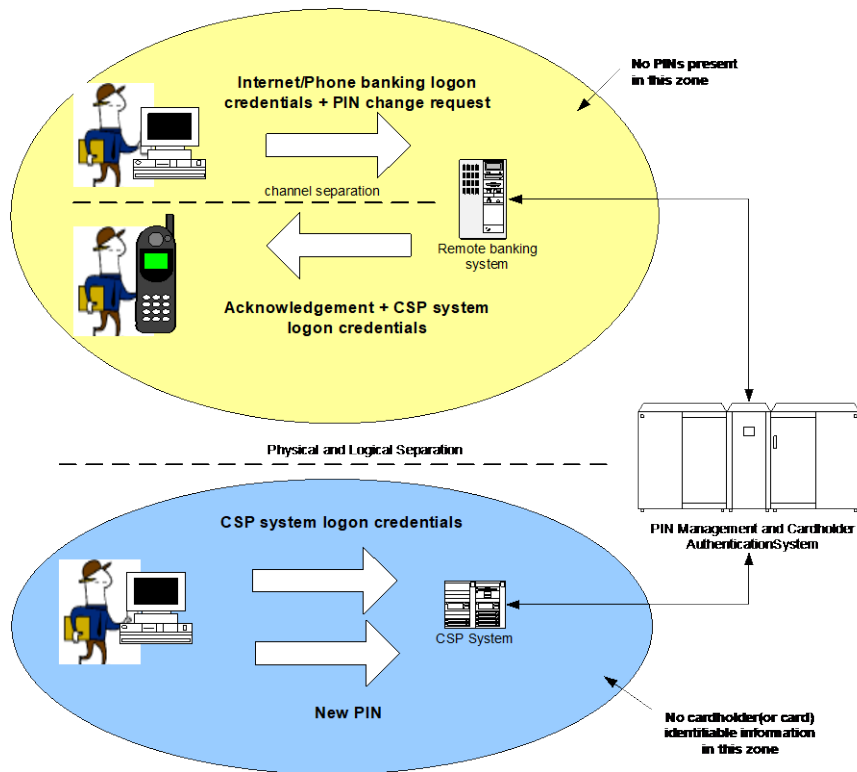 Internet/Phone banking logon
credentials + PIN change request
No PINs present
in this zone
channel separation
Remote banking
system
Acknowledgement + CSP system
logon credentials
Physical and Logical Separation
PIN Management and Cardholder
AuthenticationSystem
CSP system logon credentials
CSP System
New PIN
No cardholder(or card)
identifiable information
in this zone